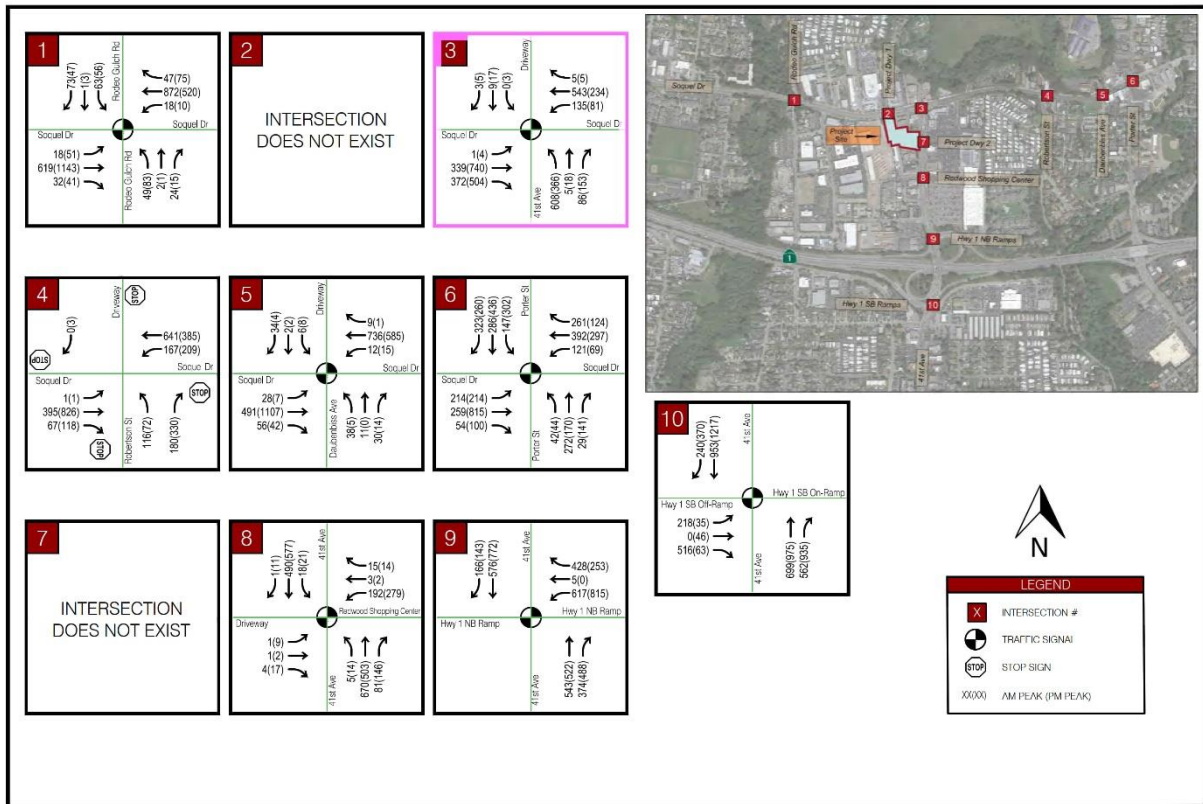 1
73(47)
1(3)
63(56)
Rodeo Gulch Rd
47(75)
872(520)
18(10)
Soquel Dr
Soquel Dr
18(51)
619(1143)
32(41)
Rodeo Gulch Rd
49(83)
2(1)
24(15)
2
INTERSECTION
DOES NOT EXIST
3
3(5)
9(17)
0(3)
Driveway
5(5)
543(234)
135(81)
Soquel Dr
Soquel D
1(4)
339(740)
372(504)
41st Ave
608(366)
5(18)
86(153)
4
0(3)
Driveway
STOP
641(385)
167(209)
STOP
Soquel Dr
Soquel Dr
1(1)
395(826)
67(118)
STOP
STOP
Robertson St
116(72)
180(330)
5
34(4)
2(2)
6(8)
Driveway
9(1)
736(585)
12(15)
Soquel Dr
Soquel Dr
28(7)
491(1107)
56(42)
Daubenbiss Ave
38(5)
11(0)
30(14)
6
323(260)
286(436)
147(302)
Porter St
261(124)
392(297)
121(69)
Soquel Dr
Soquel Dr
214(214)
259(815)
54(100)
Porter St
42(44)
272(170)
29(141)
7
INTERSECTION
DOES NOT EXIST
8
1(11)
490(577)
18(21)
41st Ave
15(14)
3(2)
192(279)
Redwood Shopping Center
Driveway
1(9)
1(2)
4(17)
41st Ave
5(14)
670(503)
81(146)
9
166(143)
576(772)
41st Ave
428(253)
5(0)
617(815)
Hwy 1 NB Ramp
Hwy 1 NB Ramp
41st Ave
543(522)
374(488)
10
240(370)
953(1217)
41st Ave
Hwy 1 SB Off-Ramp
Hwy 1 SB On-Ramp
218(35)
0(46)
516(63)
41st Ave
699(975)
562(935)
Soquel Dr
Rodeo Gulch Rd
Project Dwy 1
1
2
3
4
5
6
Project
Site
7
Project Dwy 2
8
Redwood Shopping Center
Robertson St
Daubenbiss Ave
Porter St
9
Hwy 1 NB Ramps
1
Hwy 1 SB Ramps
10
41st Ave
N
LEGEND
X INTERSECTION #
TRAFFIC SIGNAL
STOP STOP SIGN
XX(XX) AM PEAK (PM PEAK)